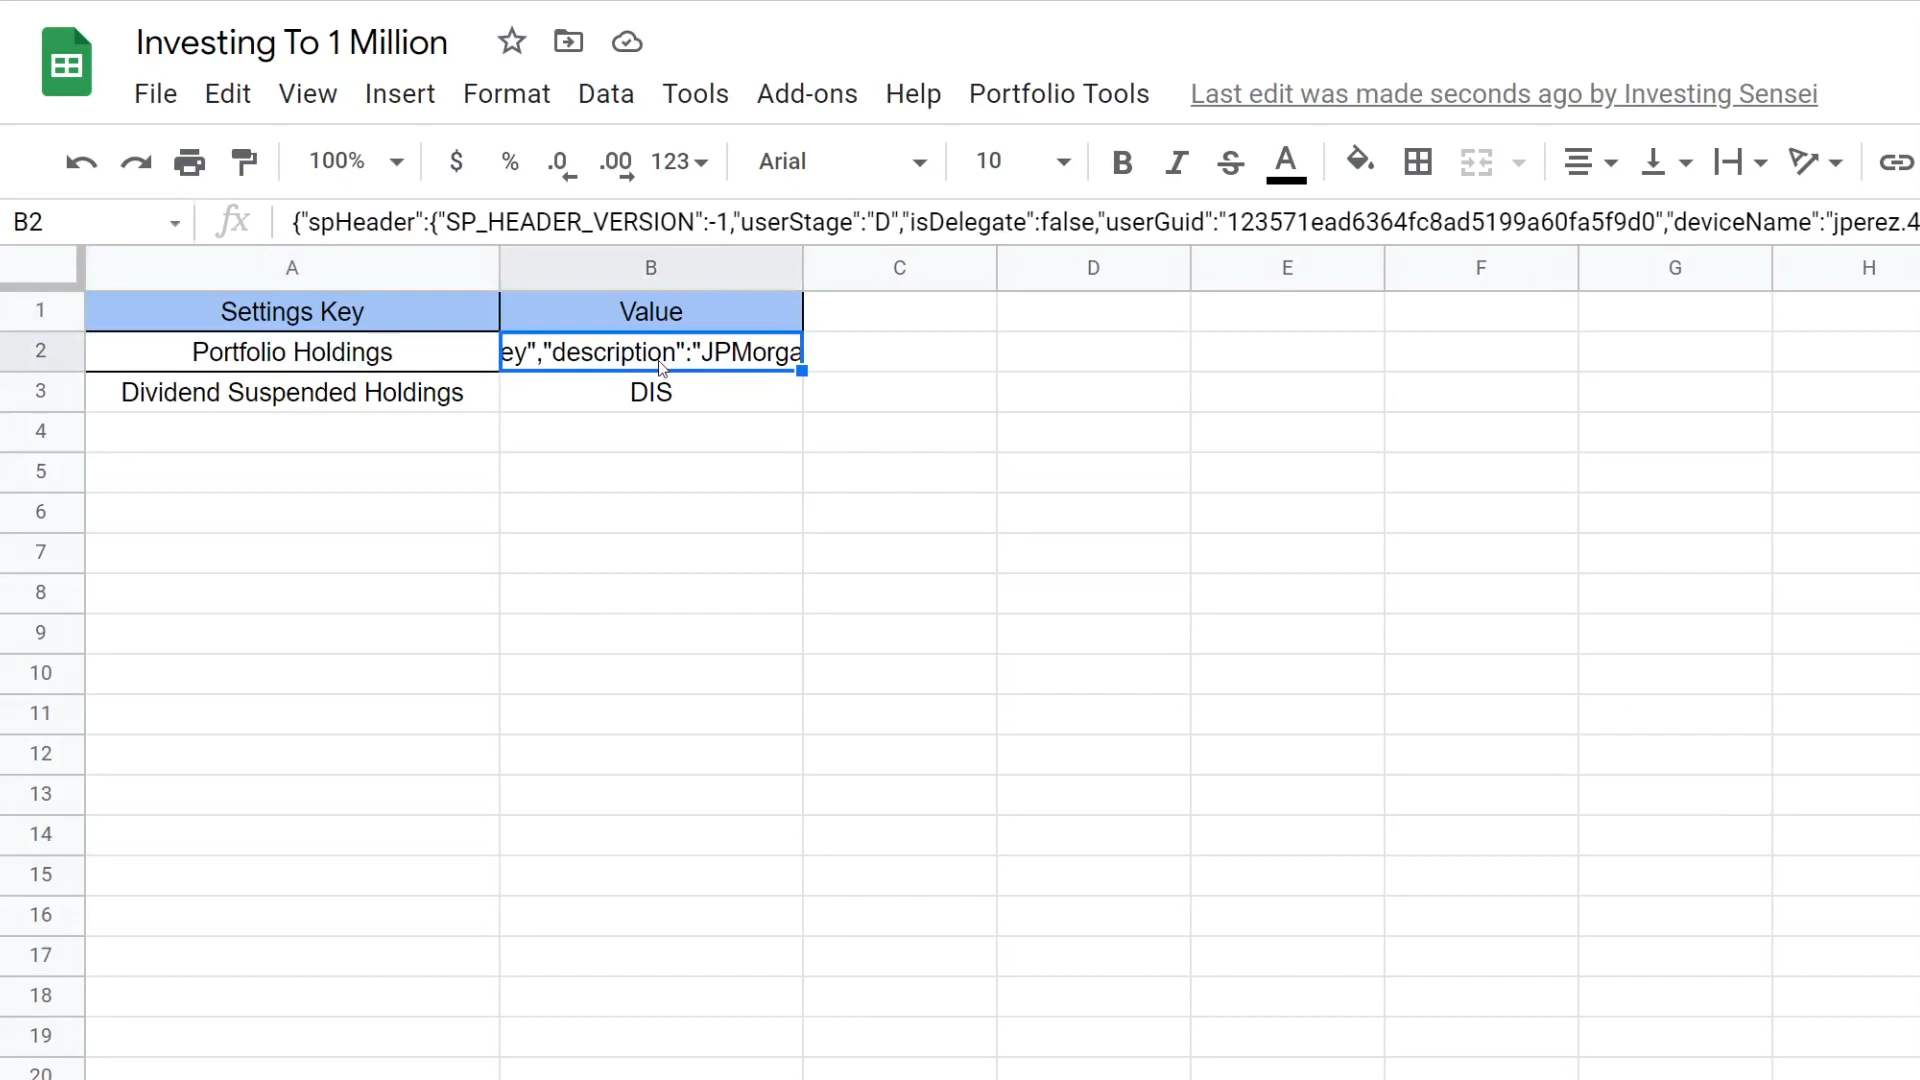 Investing To 1 Million
File Edit View Insert Format Data Tools Add-ons Help Portfolio Tools Last edit was made seconds ago by Investing Sensei
100% $ % .0 .00 123 Arial 10 B I S A
B2 fx {"spHeader":{"SP_HEADER_VERSION":-1,"userStage":"D","isDelegate":false,"userGuid":"123571ead6364fc8ad5199a60fa5f9d0","deviceName":"jperez.4
A B C D E F G H
1 Settings Key Value
2 Portfolio Holdings ey","description":"JPMorga
3 Dividend Suspended Holdings DIS
4
5
6
7
8
9
10
11
12
13
14
15
16
17
18
19
20